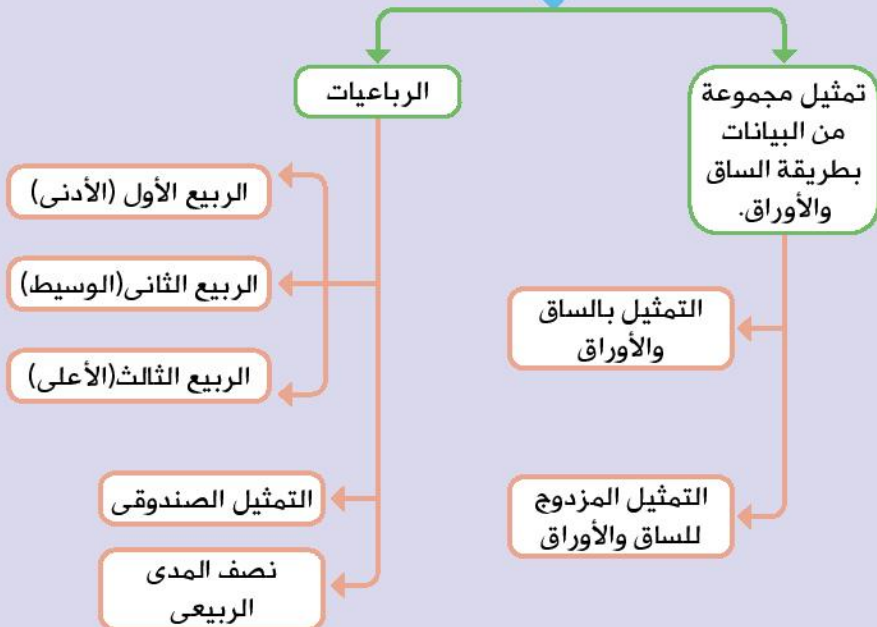 تمثيل مجموعة
من البيانات
بطريقة الساق
والأوراق.
التمثيل بالساق
والأوراق
التمثيل المزدوج
للساق والأوراق
الرباعيات
الربيع الأول (الأدنى)
الربيع الثانى(الوسيط)
الربيع الثالث(الأعلى)
التمثيل الصندوقى
نصف المدى
الربيعى